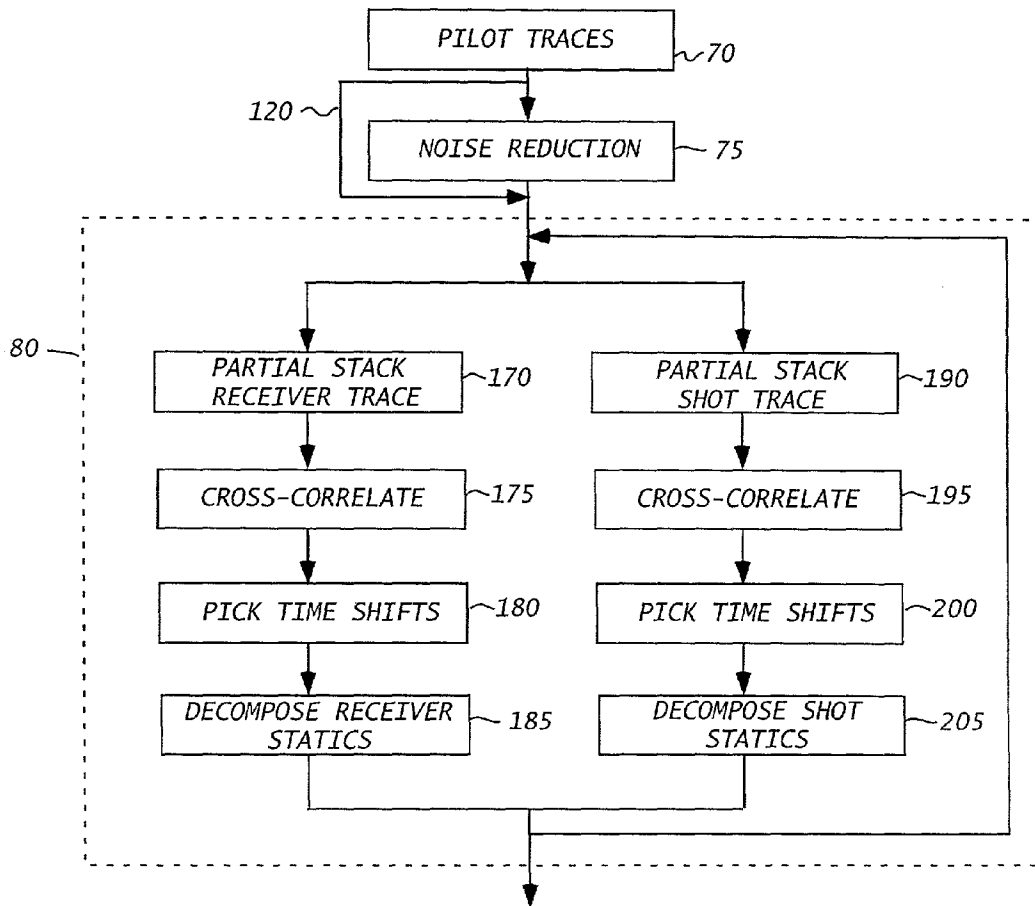 PILOT TRACES
70
120
NOISE REDUCTION
75
80
PARTIAL STACK
RECEIVER TRACE
170
PARTIAL STACK
SHOT TRACE
190
CROSS-CORRELATE
175
CROSS-CORRELATE
195
PICK TIME SHIFTS
180
PICK TIME SHIFTS
200
DECOMPOSE RECEIVER
STATICS
185
DECOMPOSE SHOT
STATICS
205